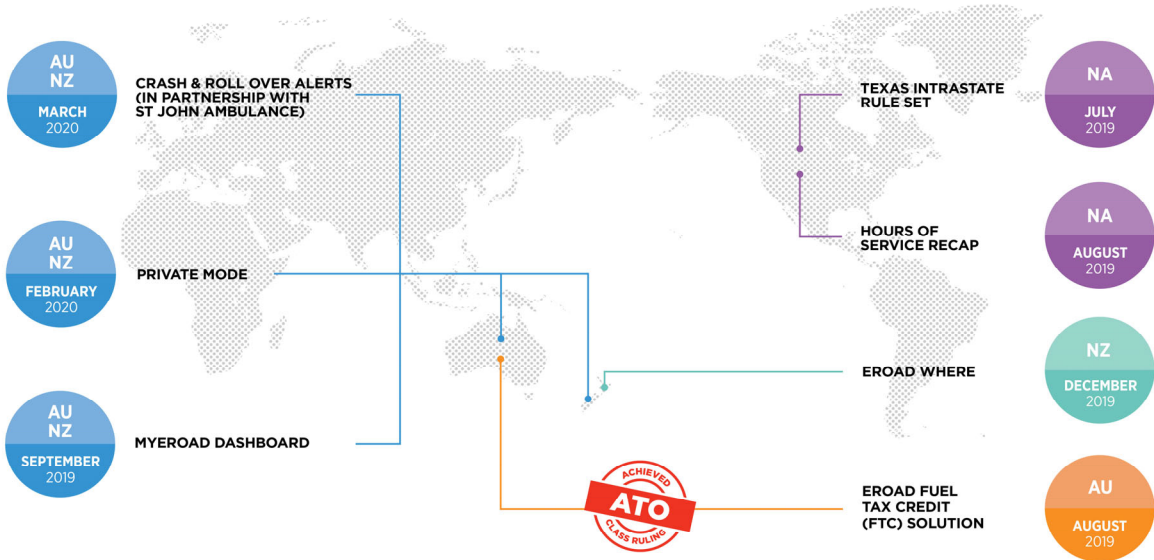 AU
NZ
MARCH
2020
CRASH & ROLL OVER ALERTS
(IN PARTNERSHIP WITH
ST JOHN AMBULANCE)
AU
NZ
FEBRUARY
2020
PRIVATE MODE
AU
NZ
SEPTEMBER
2019
MYEROAD DASHBOARD
TEXAS INTRASTATE
RULE SET
NA
JULY
2019
HOURS OF
SERVICE RECAP
NA
AUGUST
2019
EROAD WHERE
NZ
DECEMBER
2019
ACHIEVED
ATO
CLASS RULING
EROAD FUEL
TAX CREDIT
(FTC) SOLUTION
AU
AUGUST
2019